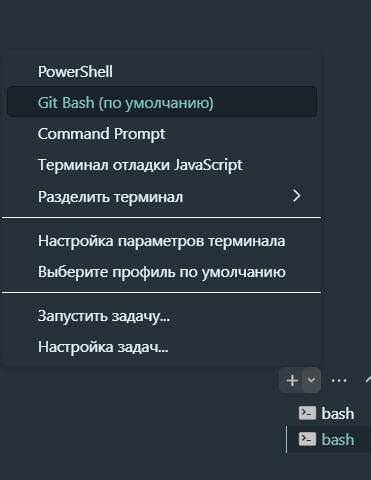 PowerShell
Git Bash (по умолчанию)
Command Prompt
Терминал отладки JavaScript
Разделить терминал
Настройка параметров терминала
Выберите профиль по умолчанию
Запустить задачу...
Настройка задач...
bash
bash